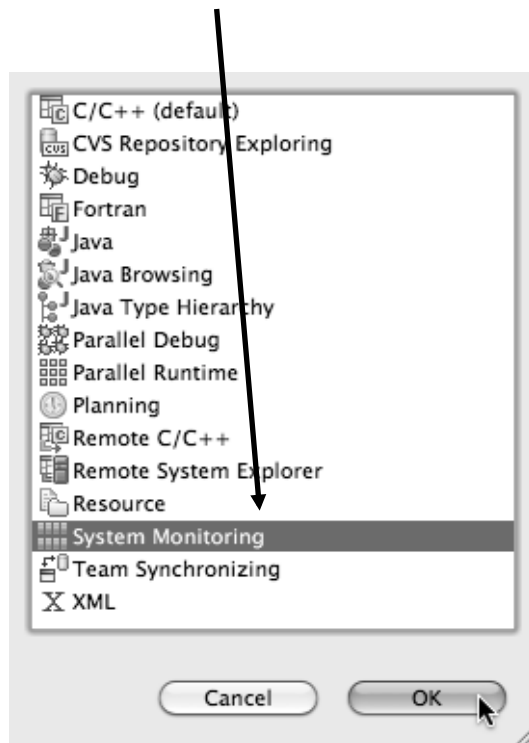 C/C++ (default)
CVS Repository Exploring
Debug
Fortran
Java
Java Browsing
Java Type Hierarchy
Parallel Debug
Parallel Runtime
Planning
Remote C/C++
Remote System Explorer
Resource
System Monitoring
Team Synchronizing
XML
Cancel
OK